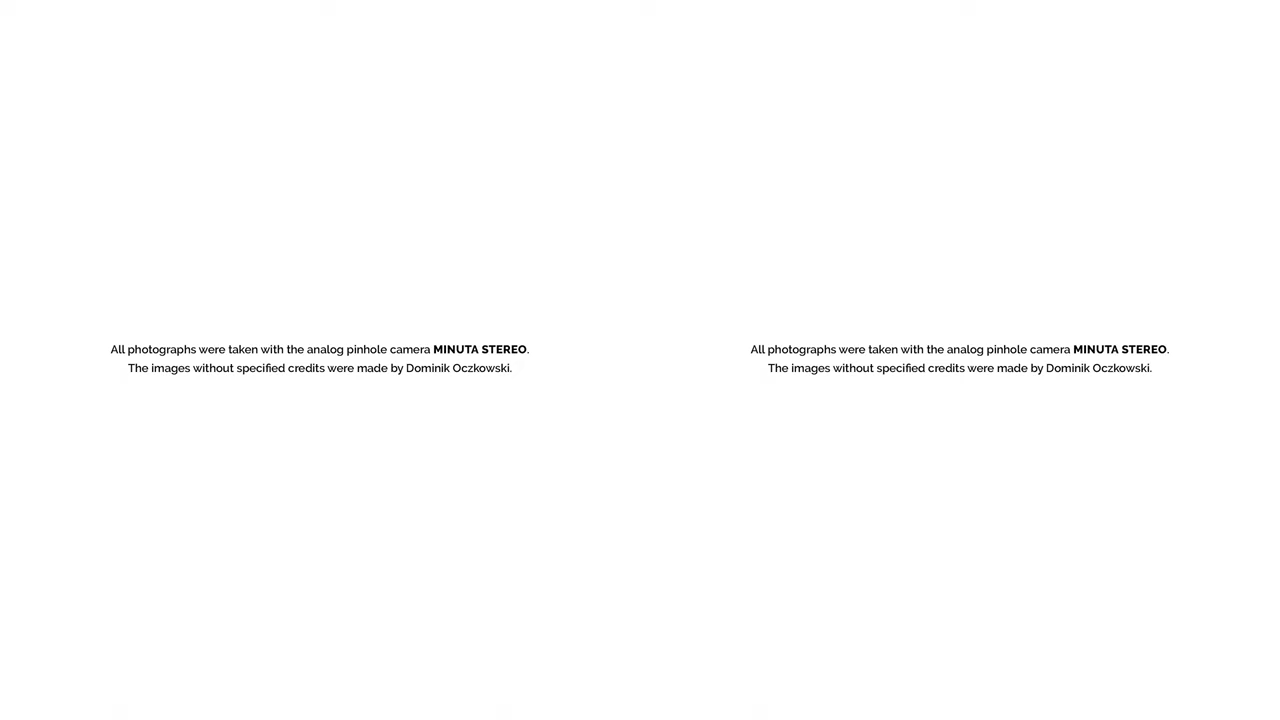 All photographs were taken with the analog pinhole camera MINUTA STEREO.
The images without specified credits were made by Dominik Oczkowski.
All photographs were taken with the analog pinhole camera MINUTA STEREO.
The images without specified credits were made by Dominik Oczkowski.